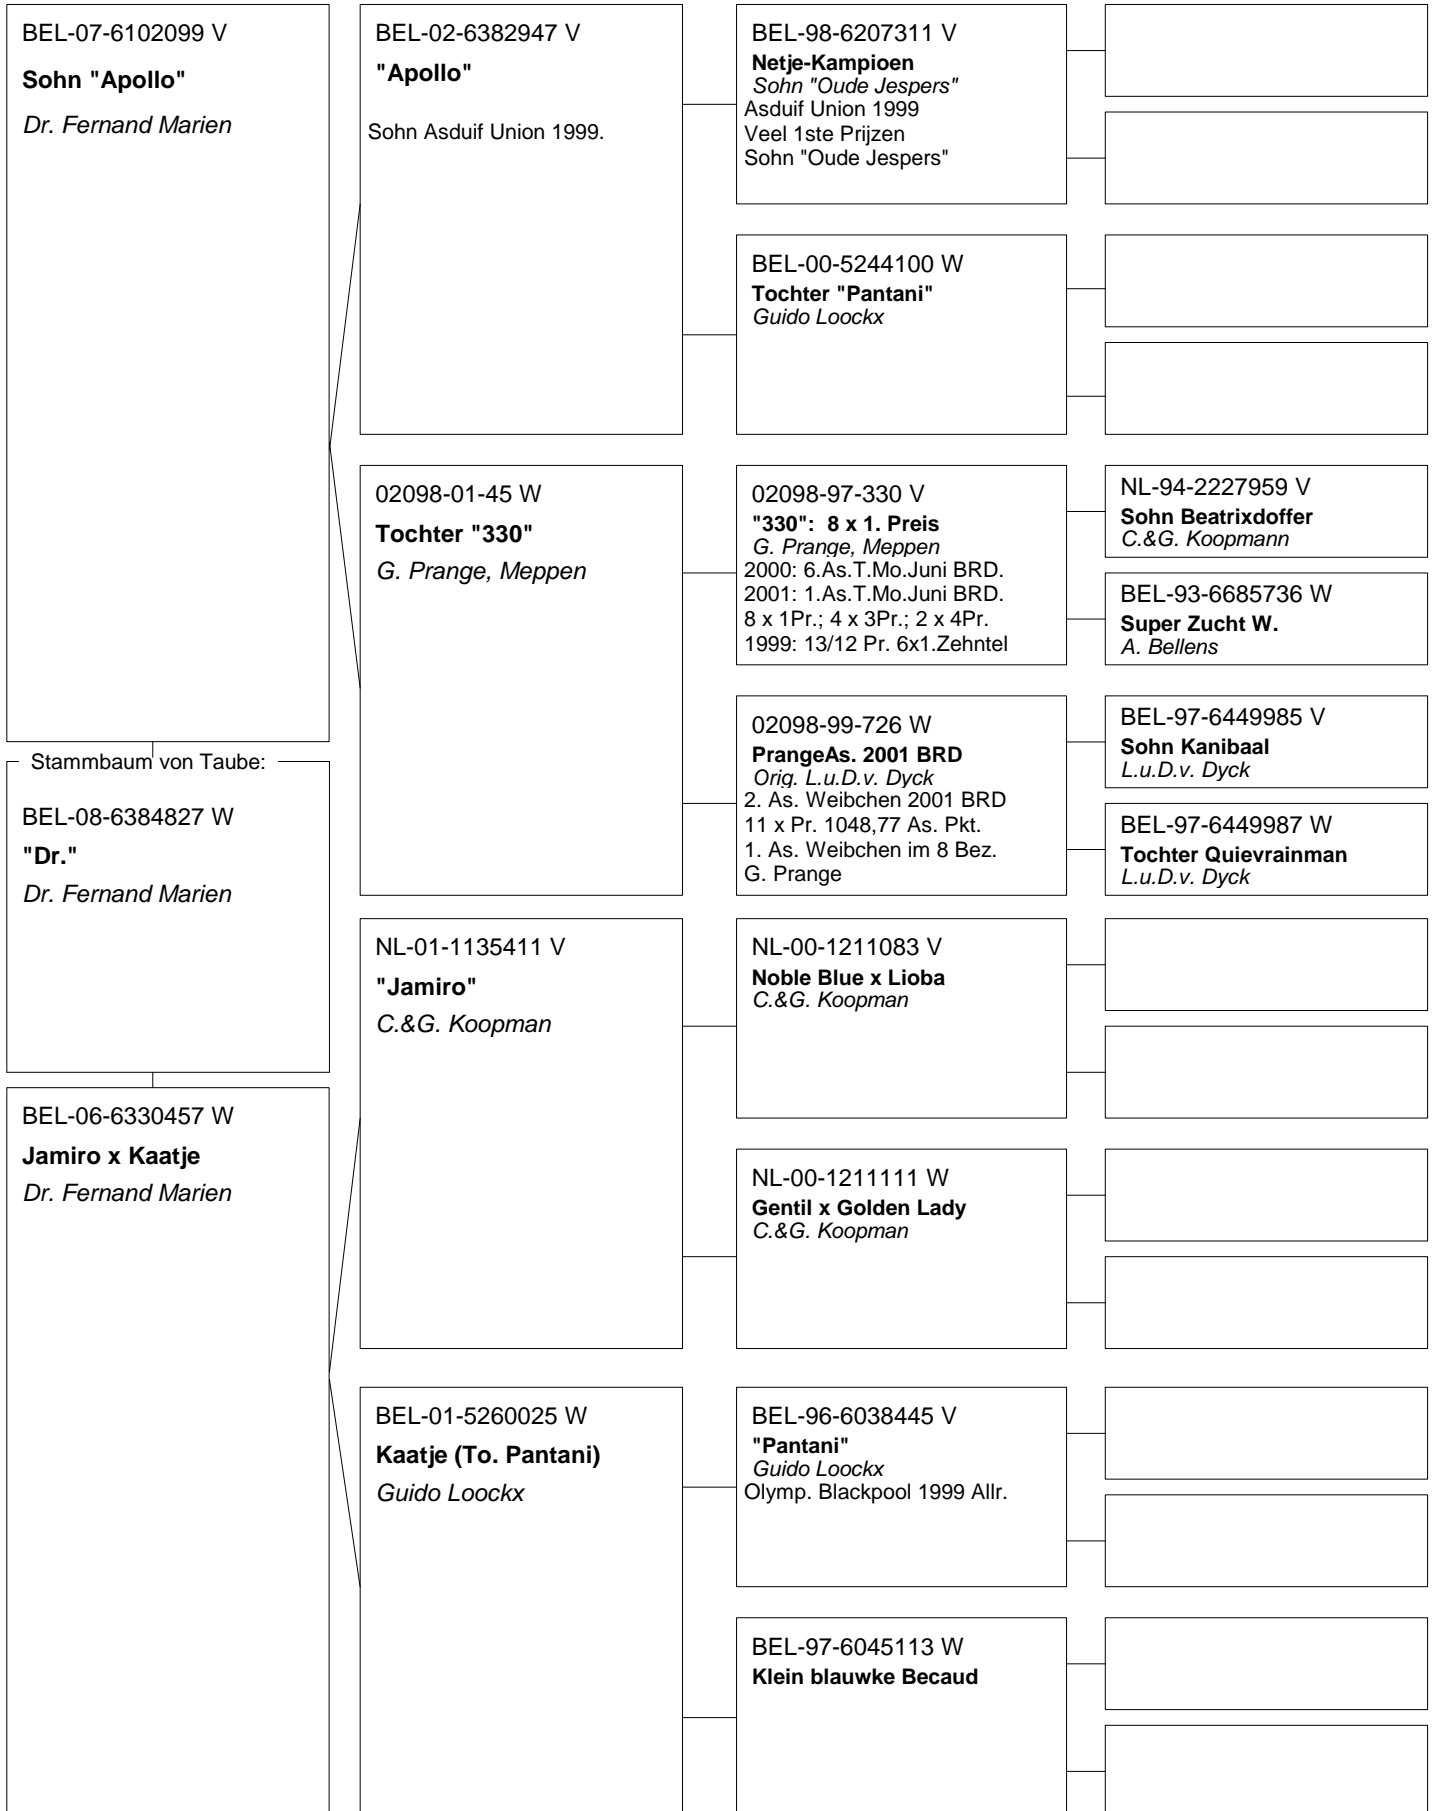 BEL-07-6102099 V
Sohn "Apollo"
Dr. Fernand Marien
Stammbaum von Taube:
BEL-08-6384827 W
"Dr."
Dr. Fernand Marien
BEL-06-6330457 W
Jamiro x Kaatje
Dr. Fernand Marien
BEL-02-6382947 V
"Apollo"
Sohn Asduif Union 1999.
02098-01-45 W
Tochter "330"
G. Prange, Meppen
NL-01-1135411 V
"Jamiro"
C.&G. Koopman
BEL-01-5260025 W
Kaatje (To. Pantani)
Guido Loockx
BEL-98-6207311 V
Netje-Kampioen
Sohn "Oude Jespers"
Asduif Union 1999
Veel 1ste Prijzen
Sohn "Oude Jespers"
BEL-00-5244100 W
Tochter "Pantani"
Guido Loockx
02098-97-330 V
"330": 8 x 1. Preis
G. Prange, Meppen
2000: 6.As.T.Mo.Juni BRD.
2001: 1.As.T.Mo.Juni BRD.
8 x 1Pr.; 4 x 3Pr.; 2 x 4Pr.
1999: 13/12 Pr. 6x1.Zehntel
02098-99-726 W
PrangeAs. 2001 BRD
Orig. L.u.D.v. Dyck
2. As. Weibchen 2001 BRD
11 x Pr. 1048,77 As. Pkt.
1. As. Weibchen im 8 Bez.
G. Prange
NL-00-1211083 V
Noble Blue x Lioba
C.&G. Koopman
NL-00-1211111 W
Gentil x Golden Lady
C.&G. Koopman
BEL-96-6038445 V
"Pantani"
Guido Loockx
Olymp. Blackpool 1999 Allr.
BEL-97-6045113 W
Klein blauwke Becaud
NL-94-2227959 V
Sohn Beatrixdoffer
C.&G. Koopmann
BEL-93-6685736 W
Super Zucht W.
A. Bellens
BEL-97-6449985 V
Sohn Kanibaal
L.u.D.v. Dyck
BEL-97-6449987 W
Tochter Quievrainman
L.u.D.v. Dyck